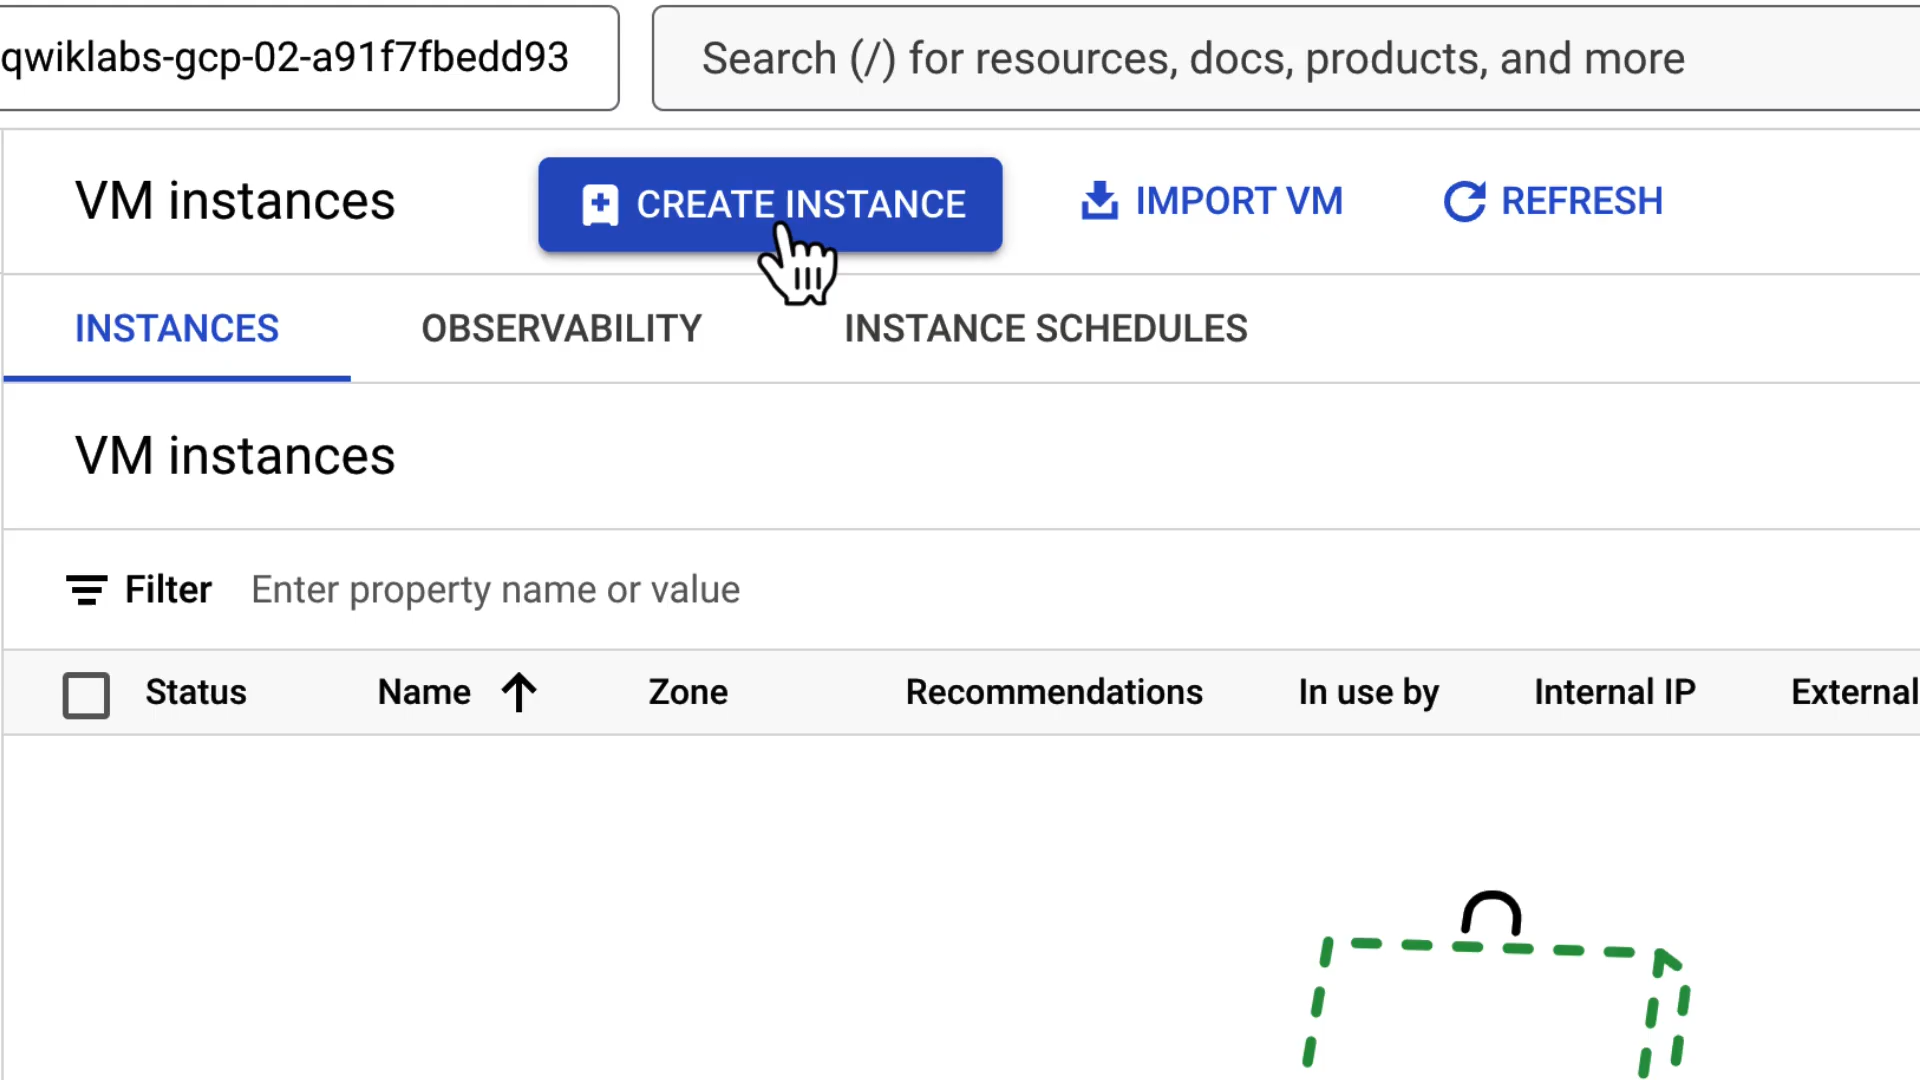 qwiklabs-gcp-02-a91f7fbedd93
Search (/) for resources, docs, products, and more
VM instances
CREATE INSTANCE
IMPORT VM
REFRESH
INSTANCES
OBSERVABILITY
INSTANCE SCHEDULES
VM instances
Filter Enter property name or value
Status Name Zone Recommendations In use by Internal IP External